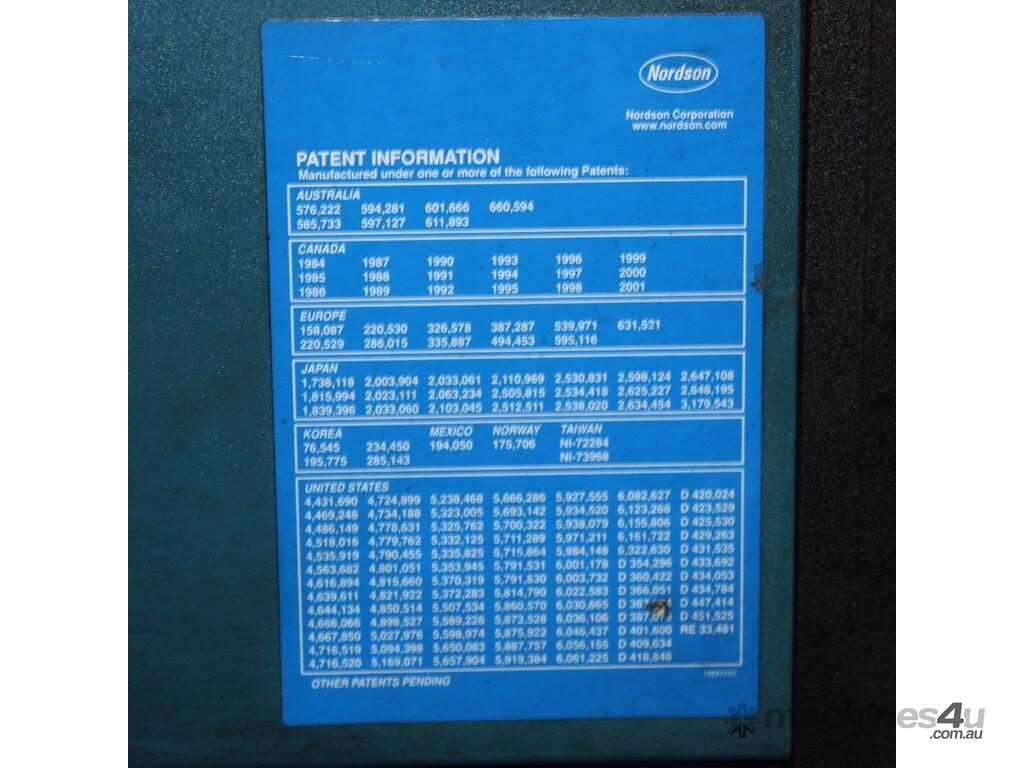 Nordson
Nordson Corporation
www.nordson.com
PATENT INFORMATION
Manufactured under one or more of the following Patents:
AUSTRALIA
576,222 594,281 601,666 660,594
585,733 597,127 611,893
CANADA
1984 1987 1990 1993 1996 1999
1985 1988 1991 1994 1997 2000
1986 1989 1992 1995 1998 2001
EUROPE
158,087 220,530 326,578 387,287 539,971 631,521
220,529 286,015 335,887 494,453 595,116
JAPAN
1,738,118 2,003,904 2,033,061 2,110,969 2,530,831 2,598,124 2,647,108
1,815,994 2,023,111 2,063,234 2,505,815 2,534,418 2,625,227 2,648,195
1,839,396 2,033,060 2,103,045 2,512,511 2,538,020 2,634,454 3,179,543
KOREA MEXICO NORWAY TAIWAN
76,545 234,450 194,050 175,706 NI-72284
195,775 285,143 NI-73968
UNITED STATES
4,431,690 4,724,899 5,238,468 5,666,286 5,927,555 6,082,627 D 420,024
4,469,248 4,734,188 5,323,005 5,693,142 5,934,520 6,123,268 D 423,529
4,486,149 4,778,631 5,325,762 5,700,322 5,938,079 6,155,806 D 425,530
4,518,016 4,779,762 5,332,125 5,711,289 5,971,211 6,161,722 D 429,263
4,535,919 4,790,455 5,335,825 5,715,864 5,984,148 6,322,630 D 431,535
4,563,682 4,801,051 5,353,945 5,791,531 6,001,178 D 354,296 D 433,692
4,616,894 4,815,660 5,370,319 5,791,830 6,003,732 D 360,422 D 434,053
4,639,611 4,821,922 5,372,283 5,814,790 6,022,583 D 366,051 D 434,784
4,644,134 4,850,514 5,507,534 5,860,570 6,030,665 D D 447,414
4,666,066 4,898,527 5,589,226 5,873,528 6,036,106 D D 451,525
4,667,850 5,027,976 5,598,974 5,875,922 6,046,437 D 401,600 RE 33,481
4,716,519 5,094,398 5,650,083 5,887,757 6,056,155 D 409,634
4,716,520 5,169,071 5,657,904 5,919,384 6,061,225 D 418,848
OTHER PATENTS PENDING
machines4u
.com.au